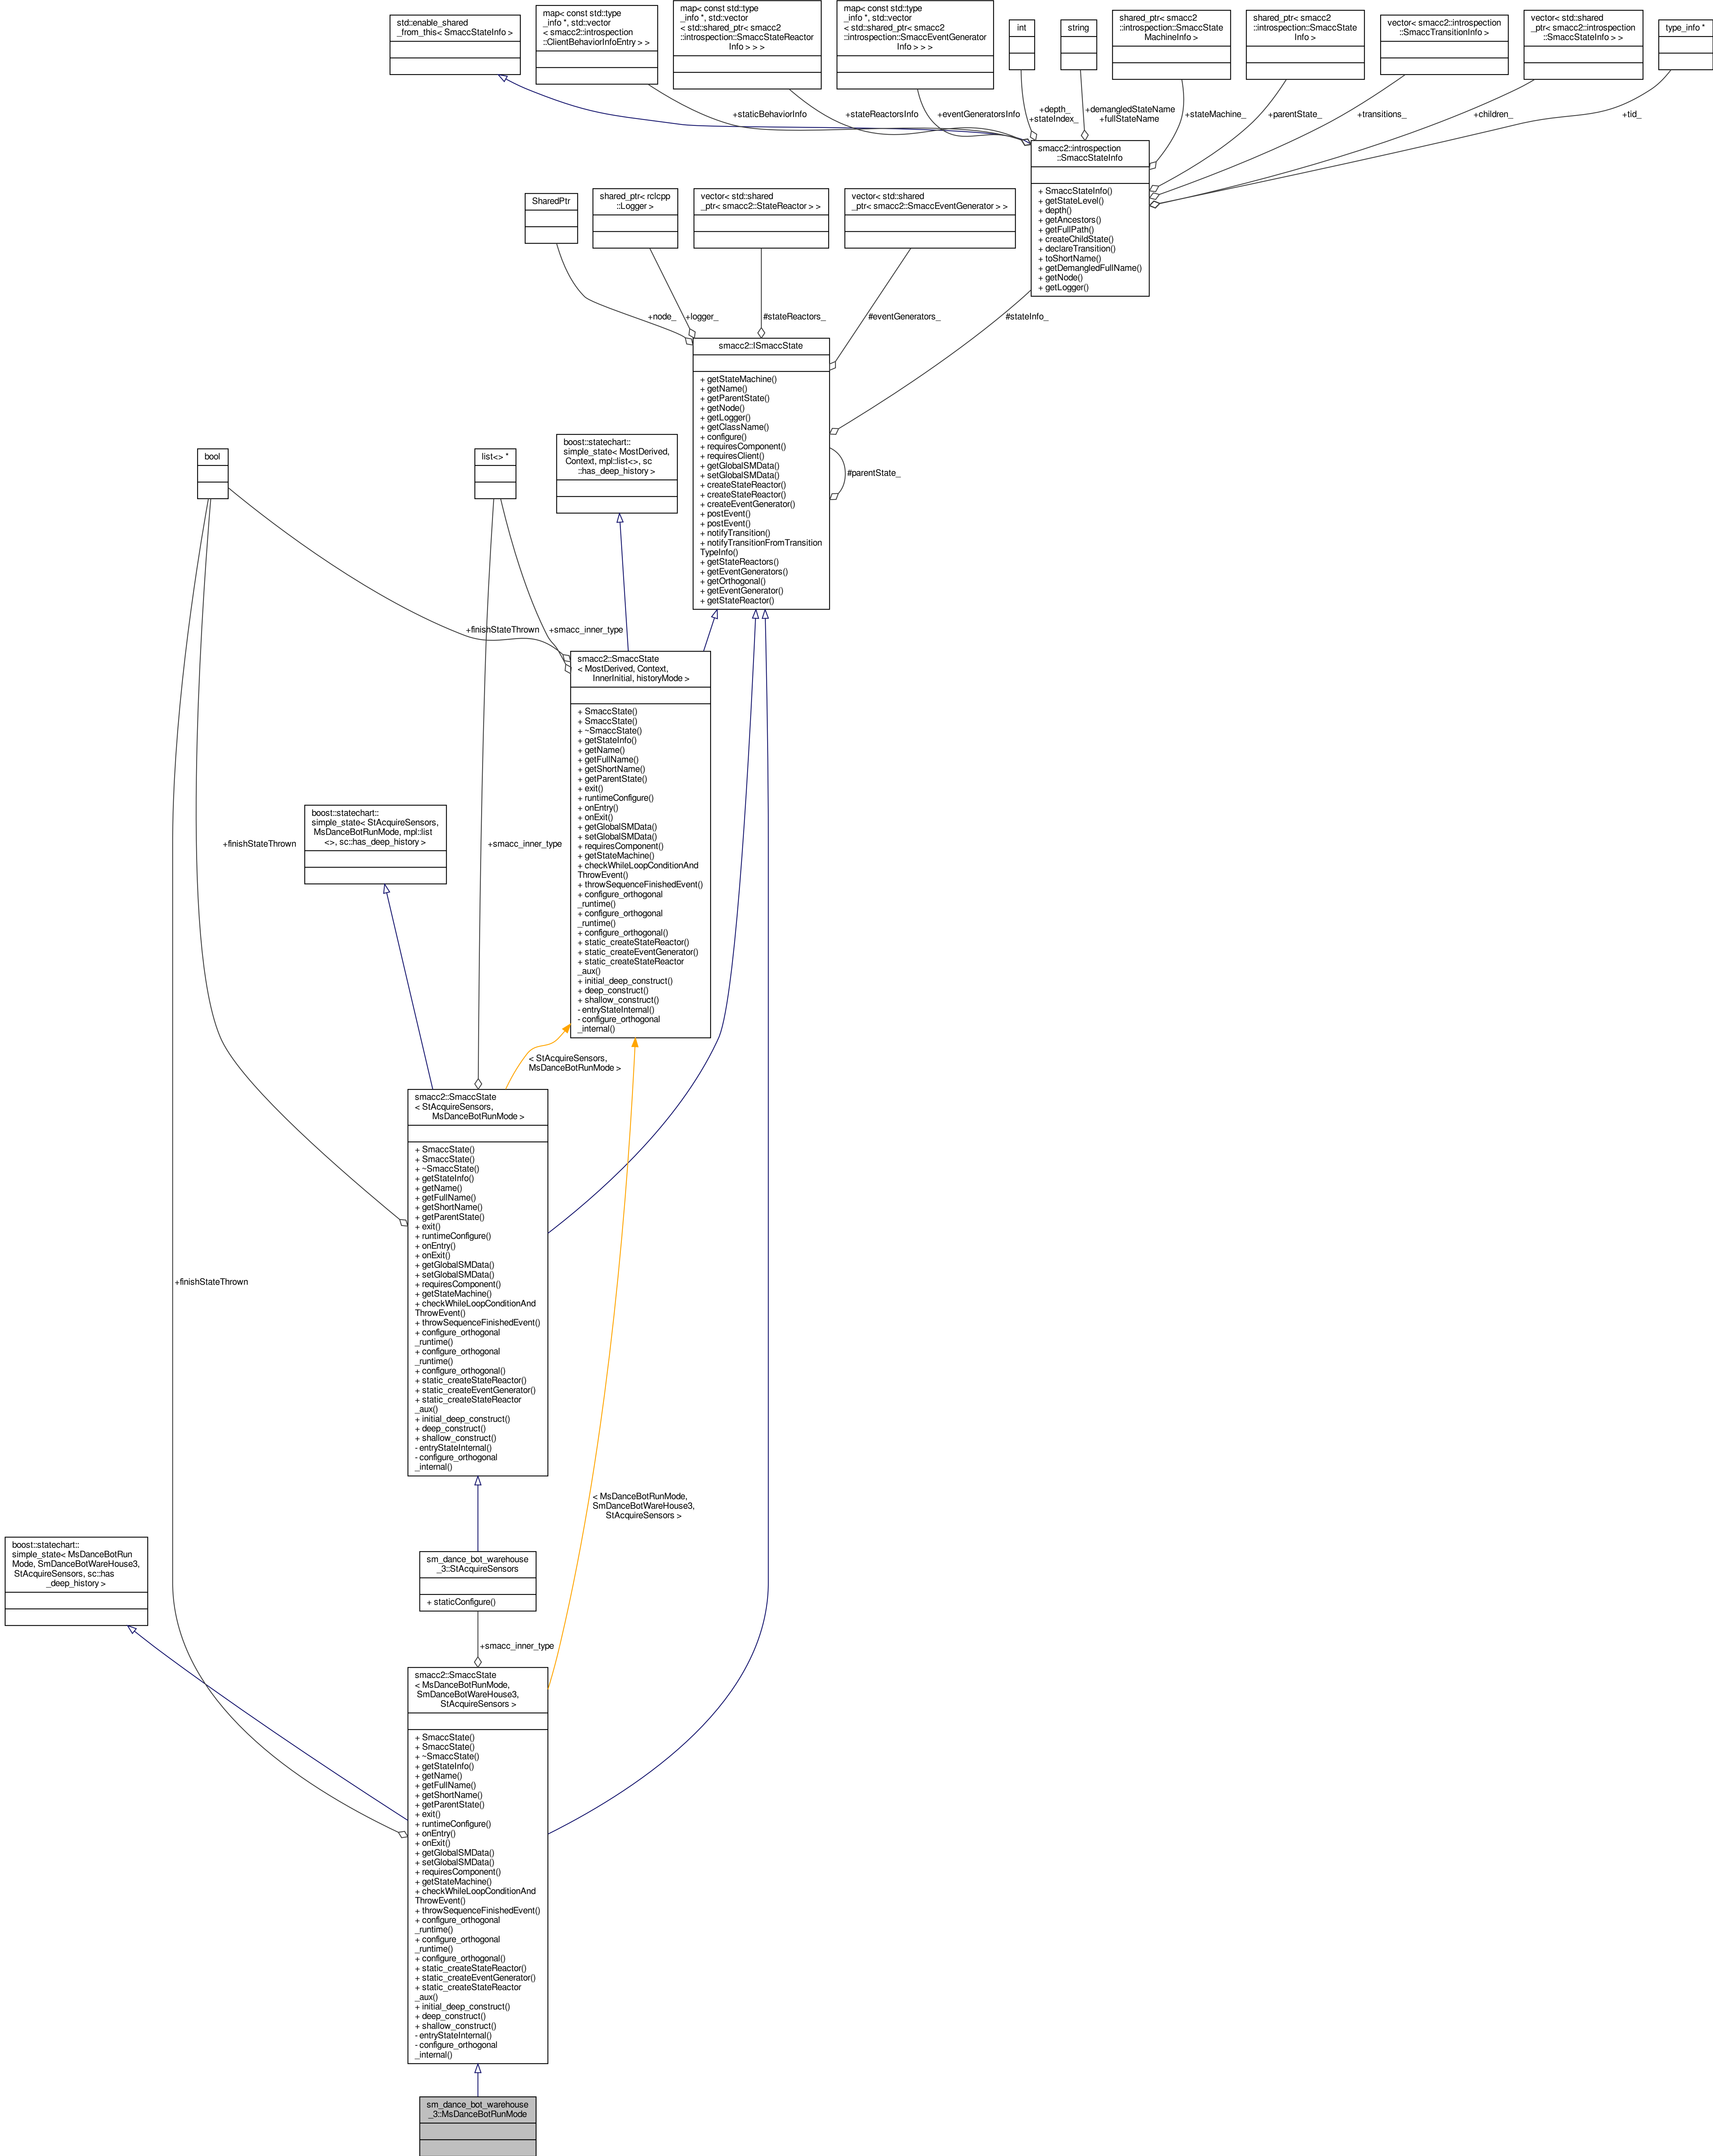 std::enable_shared
_from_this< SmaccStateInfo >
map< const std::type
_info *, std::vector
< smacc2::introspection
::ClientBehaviorInfoEntry > >
map< const std::type
_info *, std::vector
< std::shared_ptr< smacc2
::introspection::SmaccStateReactor
Info > > >
map< const std::type
_info *, std::vector
< std::shared_ptr< smacc2
::introspection::SmaccEventGenerator
Info > > >
int
string
shared_ptr< smacc2
::introspection::SmaccState
MachineInfo >
shared_ptr< smacc2
::introspection::SmaccState
Info >
vector< smacc2::introspection
::SmaccTransitionInfo >
vector< std::shared
_ptr< smacc2::introspection
::SmaccStateInfo > >
type_info *
+staticBehaviorInfo
+stateReactorsInfo
+eventGeneratorsInfo
+depth_
+stateIndex_
+demangledStateName
+fullStateName
+stateMachine_
+parentState_
+transitions_
+children_
+tid_
smacc2::introspection
::SmaccStateInfo
+ SmaccStateInfo()
+ getStateLevel()
+ depth()
+ getAncestors()
+ getFullPath()
+ createChildState()
+ declareTransition()
+ toShortName()
+ getDemangledFullName()
+ getNode()
+ getLogger()
SharedPtr
shared_ptr< rclcpp
::Logger >
vector< std::shared
_ptr< smacc2::StateReactor > >
vector< std::shared
_ptr< smacc2::SmaccEventGenerator > >
+node_
+logger_
#stateReactors_
#eventGenerators_
#stateInfo_
smacc2::ISmaccState
+ getStateMachine()
+ getName()
+ getParentState()
+ getNode()
+ getLogger()
+ getClassName()
+ configure()
+ requiresComponent()
+ requiresClient()
+ getGlobalSMData()
+ setGlobalSMData()
+ createStateReactor()
+ createStateReactor()
+ createEventGenerator()
+ postEvent()
+ postEvent()
+ notifyTransition()
+ notifyTransitionFromTransition
TypeInfo()
+ getStateReactors()
+ getEventGenerators()
+ getOrthogonal()
+ getEventGenerator()
+ getStateReactor()
#parentState_
bool
list<> *
boost::statechart::
simple_state< MostDerived,
Context, mpl::list<>, sc
::has_deep_history >
+finishStateThrown
+smacc_inner_type
smacc2::SmaccState
< MostDerived, Context,
InnerInitial, historyMode >
+ SmaccState()
+ SmaccState()
+ ~SmaccState()
+ getStateInfo()
+ getName()
+ getFullName()
+ getShortName()
+ getParentState()
+ exit()
+ runtimeConfigure()
+ onEntry()
+ onExit()
+ getGlobalSMData()
+ setGlobalSMData()
+ requiresComponent()
+ getStateMachine()
+ checkWhileLoopConditionAnd
ThrowEvent()
+ throwSequenceFinishedEvent()
+ configure_orthogonal
_runtime()
+ configure_orthogonal
_runtime()
+ configure_orthogonal()
+ static_createStateReactor()
+ static_createEventGenerator()
+ static_createStateReactor
_aux()
+ initial_deep_construct()
+ deep_construct()
+ shallow_construct()
- entryStateInternal()
- configure_orthogonal
_internal()
boost::statechart::
simple_state< StAcquireSensors,
MsDanceBotRunMode, mpl::list
<>, sc::has_deep_history >
+finishStateThrown
+smacc_inner_type
< StAcquireSensors,
MsDanceBotRunMode >
smacc2::SmaccState
< StAcquireSensors,
MsDanceBotRunMode >
+ SmaccState()
+ SmaccState()
+ ~SmaccState()
+ getStateInfo()
+ getName()
+ getFullName()
+ getShortName()
+ getParentState()
+ exit()
+ runtimeConfigure()
+ onEntry()
+ onExit()
+ getGlobalSMData()
+ setGlobalSMData()
+ requiresComponent()
+ getStateMachine()
+ checkWhileLoopConditionAnd
ThrowEvent()
+ throwSequenceFinishedEvent()
+ configure_orthogonal
_runtime()
+ configure_orthogonal
_runtime()
+ configure_orthogonal()
+ static_createStateReactor()
+ static_createEventGenerator()
+ static_createStateReactor
_aux()
+ initial_deep_construct()
+ deep_construct()
+ shallow_construct()
- entryStateInternal()
- configure_orthogonal
_internal()
+finishStateThrown
< MsDanceBotRunMode,
SmDanceBotWareHouse3,
StAcquireSensors >
boost::statechart::
simple_state< MsDanceBotRun
Mode, SmDanceBotWareHouse3,
StAcquireSensors, sc::has
_deep_history >
sm_dance_bot_warehouse
_3::StAcquireSensors
+ staticConfigure()
+smacc_inner_type
smacc2::SmaccState
< MsDanceBotRunMode,
SmDanceBotWareHouse3,
StAcquireSensors >
+ SmaccState()
+ SmaccState()
+ ~SmaccState()
+ getStateInfo()
+ getName()
+ getFullName()
+ getShortName()
+ getParentState()
+ exit()
+ runtimeConfigure()
+ onEntry()
+ onExit()
+ getGlobalSMData()
+ setGlobalSMData()
+ requiresComponent()
+ getStateMachine()
+ checkWhileLoopConditionAnd
ThrowEvent()
+ throwSequenceFinishedEvent()
+ configure_orthogonal
_runtime()
+ configure_orthogonal
_runtime()
+ configure_orthogonal()
+ static_createStateReactor()
+ static_createEventGenerator()
+ static_createStateReactor
_aux()
+ initial_deep_construct()
+ deep_construct()
+ shallow_construct()
- entryStateInternal()
- configure_orthogonal
_internal()
sm_dance_bot_warehouse
_3::MsDanceBotRunMode